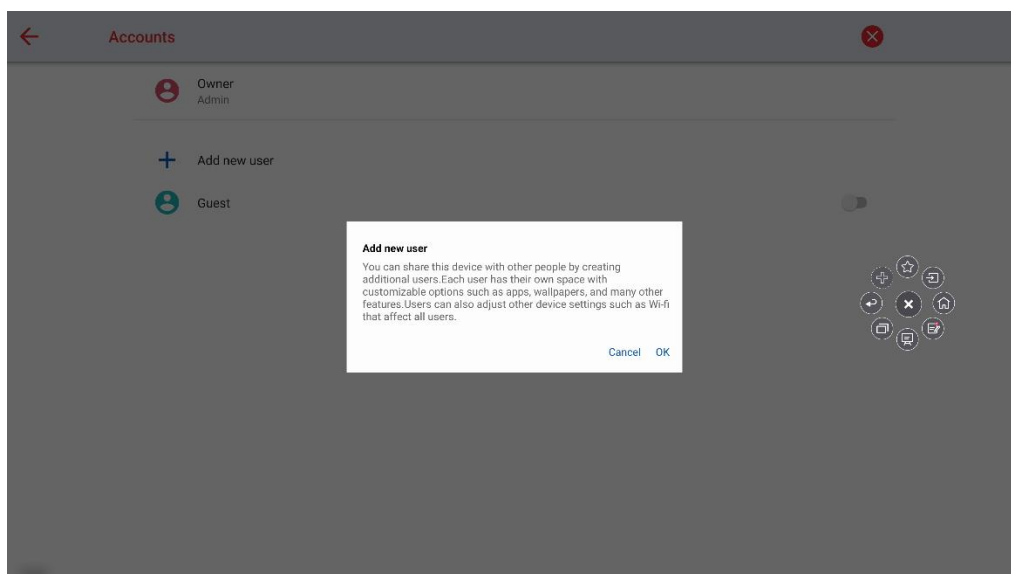 Accounts
Owner
Admin
Add new user
Guest
Add new user
You can share this device with other people by creating
additional users.Each user has their own space with
customizable options such as apps, wallpapers, and many other
features.Users can also adjust other device settings such as Wi-fi
that affect all users.
Cancel OK